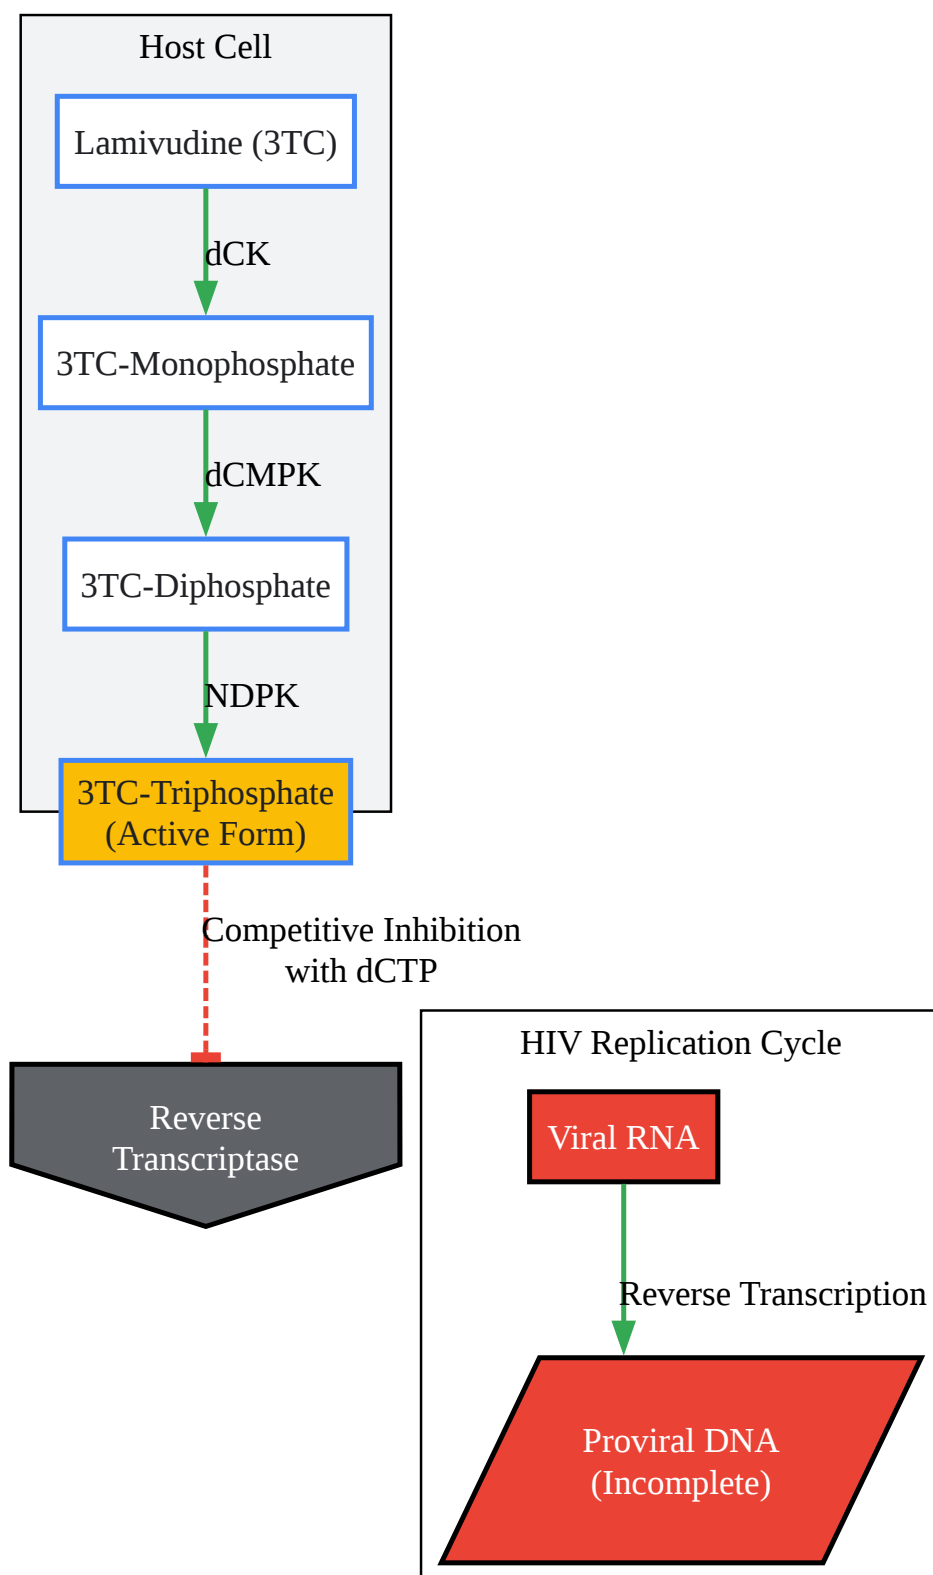 Host Cell
Lamivudine (3TC)
dCK
3TC-Monophosphate
dCMPK
3TC-Diphosphate
NDPK
3TC-Triphosphate
(Active Form)
Competitive Inhibition
with dCTP
Reverse
Transcriptase
HIV Replication Cycle
Viral RNA
Reverse Transcription
Proviral DNA
(Incomplete)